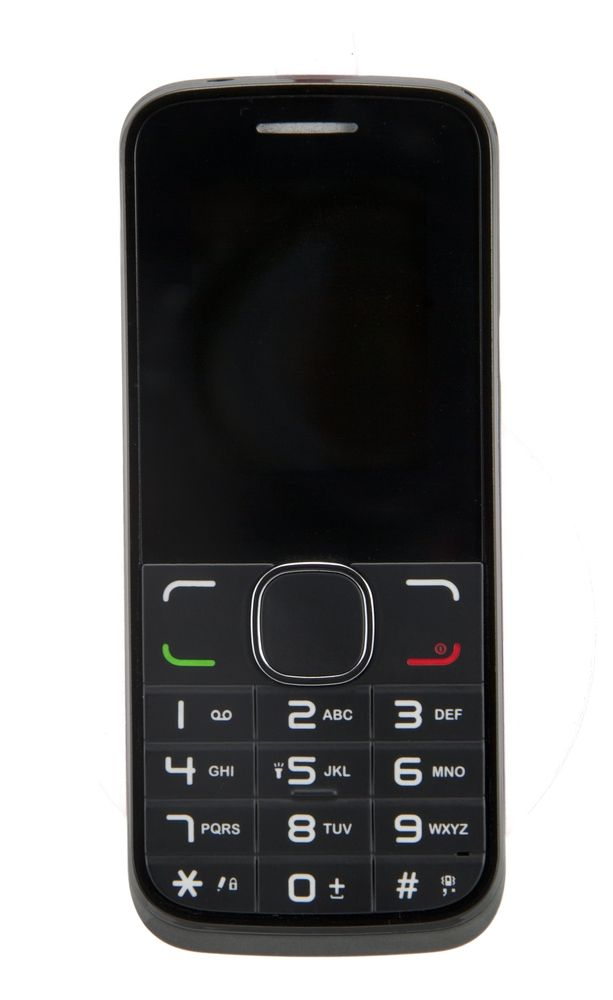 1 2 ABC 3 DEF
4 GHI 5 JKL 6 MNO
7 PQRS 8 TUV 9 WXYZ
* 0 + #